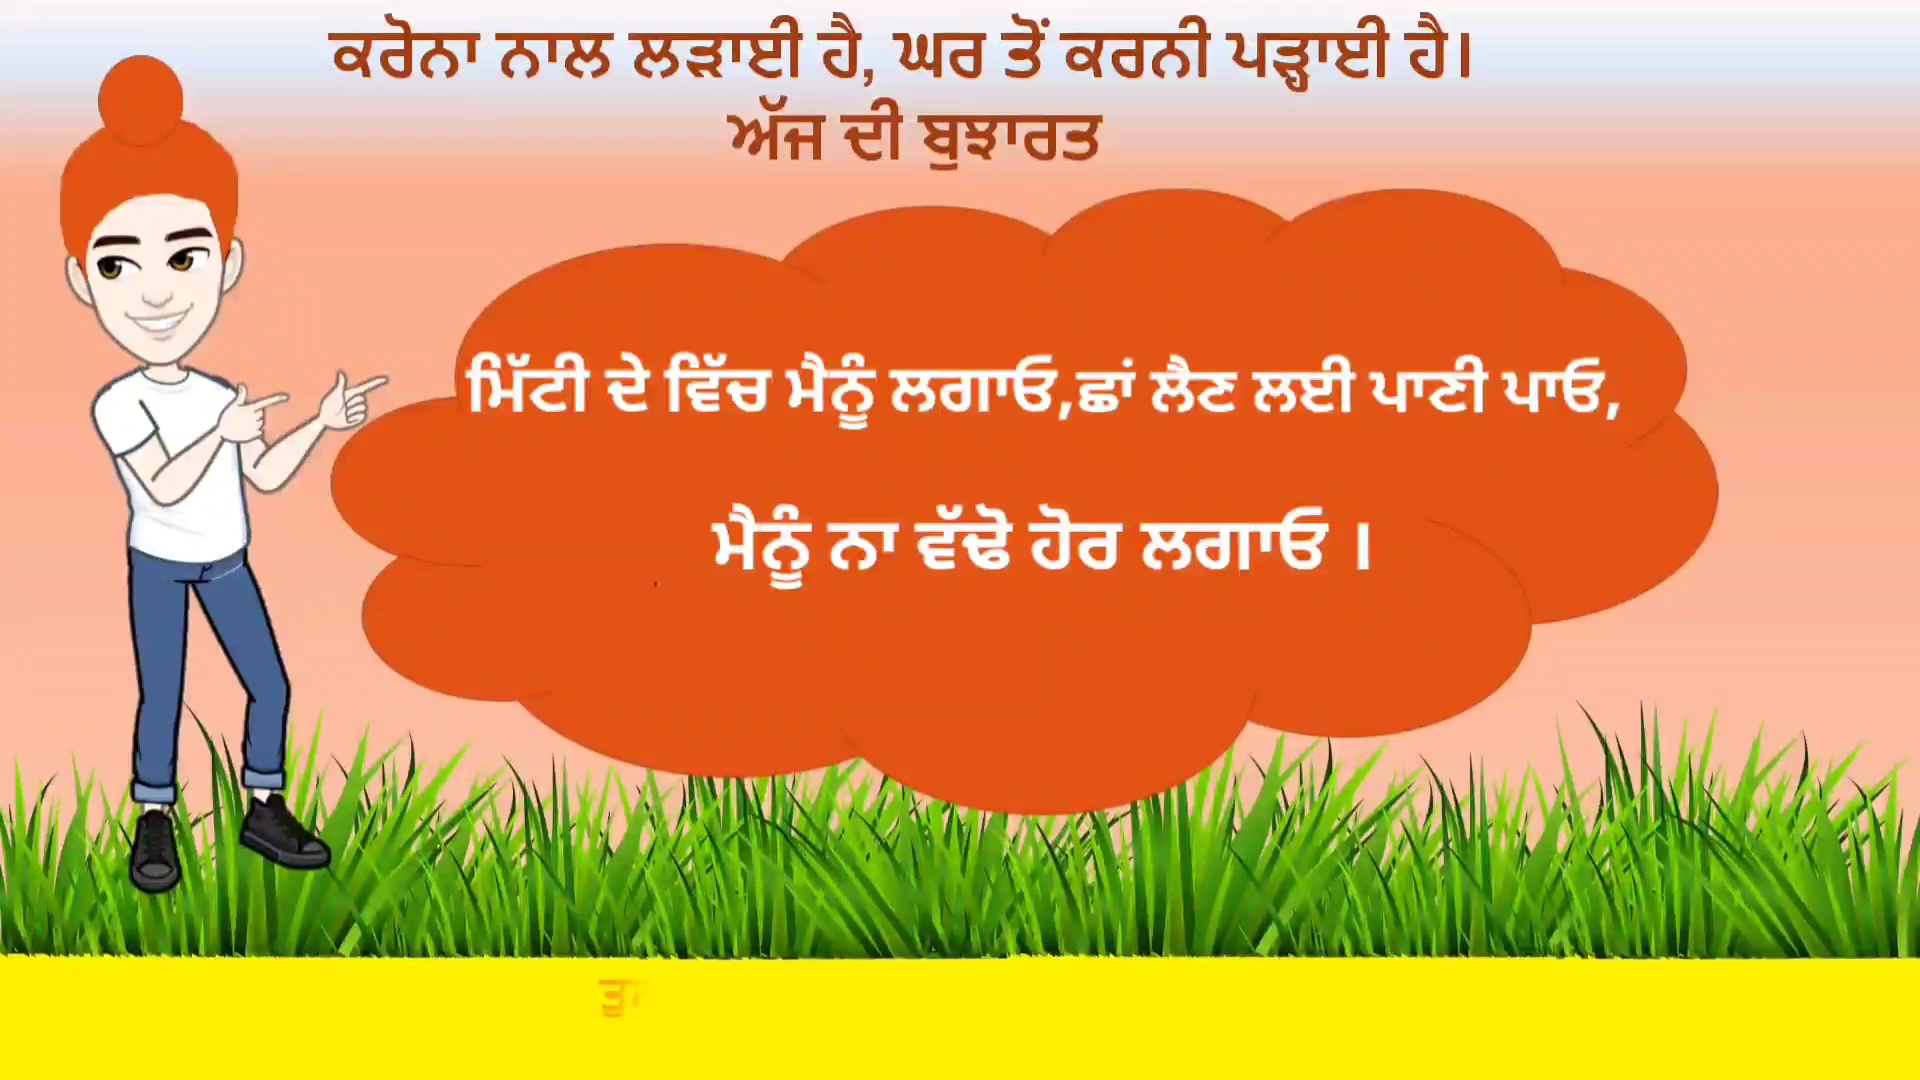 ਕਰੋਨਾ ਨਾਲ ਲੜਾਈ ਹੈ, ਘਰ ਤੋਂ ਕਰਨੀ ਪੜ੍ਹਾਈ ਹੈ।
ਅੱਜ ਦੀ ਬੁਝਾਰਤ
ਮਿੱਟੀ ਦੇ ਵਿੱਚ ਮੈਨੂੰ ਲਗਾਓ,ਛਾਂ ਲੈਣ ਲਈ ਪਾਣੀ ਪਾਓ,
ਮੈਨੂੰ ਨਾ ਵੱਢੋ ਹੋਰ ਲਗਾਓ ।